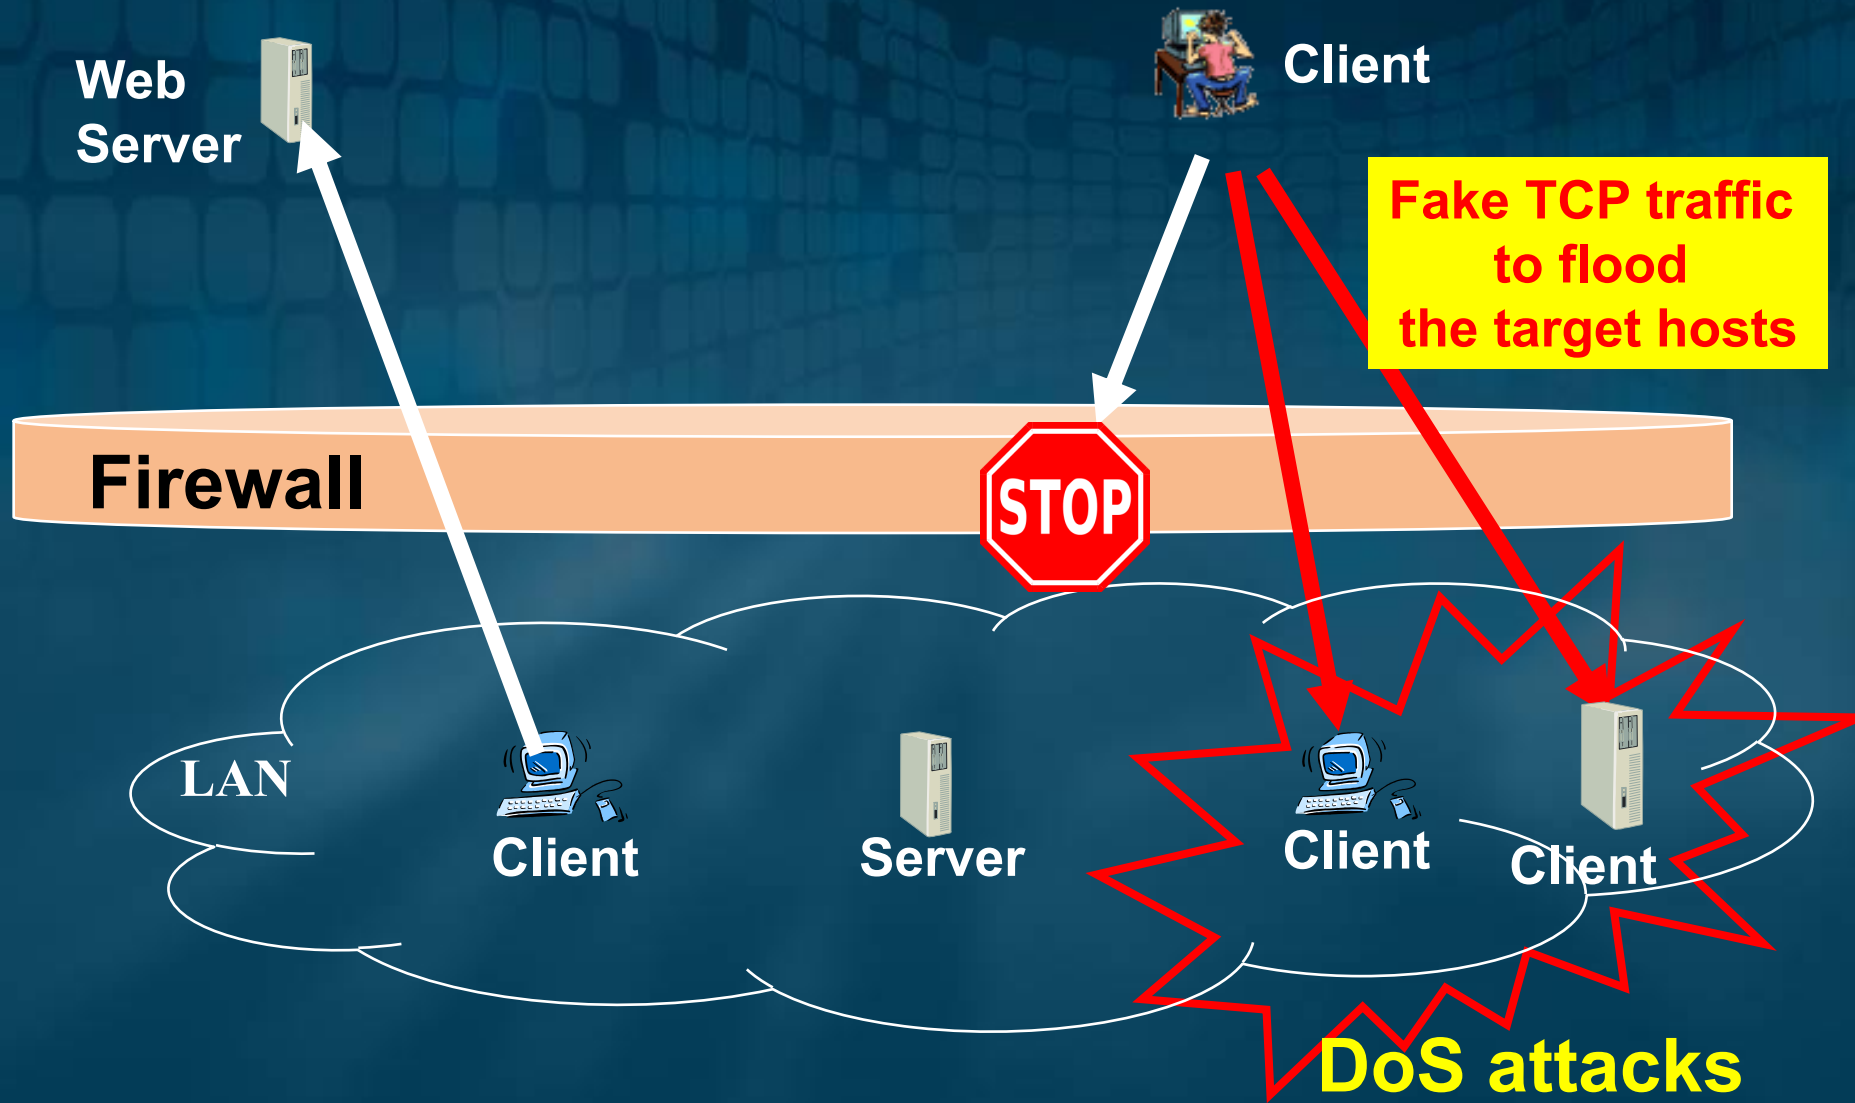 Web
Server
Client
Fake TCP traffic
to flood
the target hosts
Firewall
STOP
LAN
Client
Server
Client
Client
DoS attacks